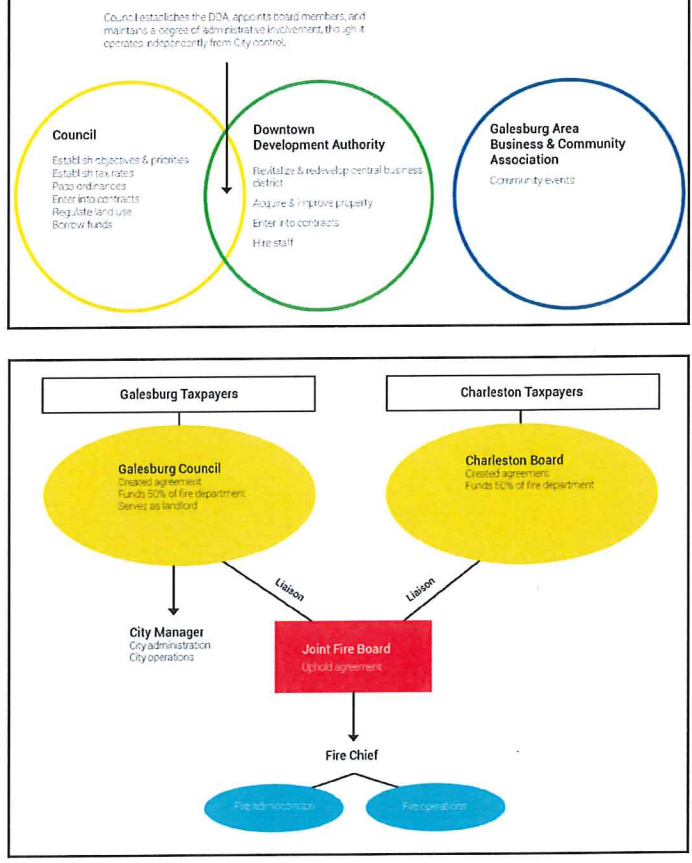 Council establishes the DDA, appoints board members, and
maintains a degree of administrative involvement, though it
operates independently from City control.
Council
Establish objectives & priorities
Establish tax rates
Pass ordinances
Enter into contracts
Regulate land use
Borrow funds
Downtown
Development Authority
Revitalize & redevelop central business
district
Acquire & improve property
Enter into contracts
Hire staff
Galesburg Area
Business & Community
Association
Community events
Galesburg Taxpayers
Charleston Taxpayers
Galesburg Council
Created agreement
Funds 50% of fire department
Serves as landlord
Charleston Board
Created agreement
Funds 50% of fire department
Liaison
Liaison
City Manager
City administration
City operations
Joint Fire Board
Uphold agreement
Fire Chief
Fire administration
Fire operations